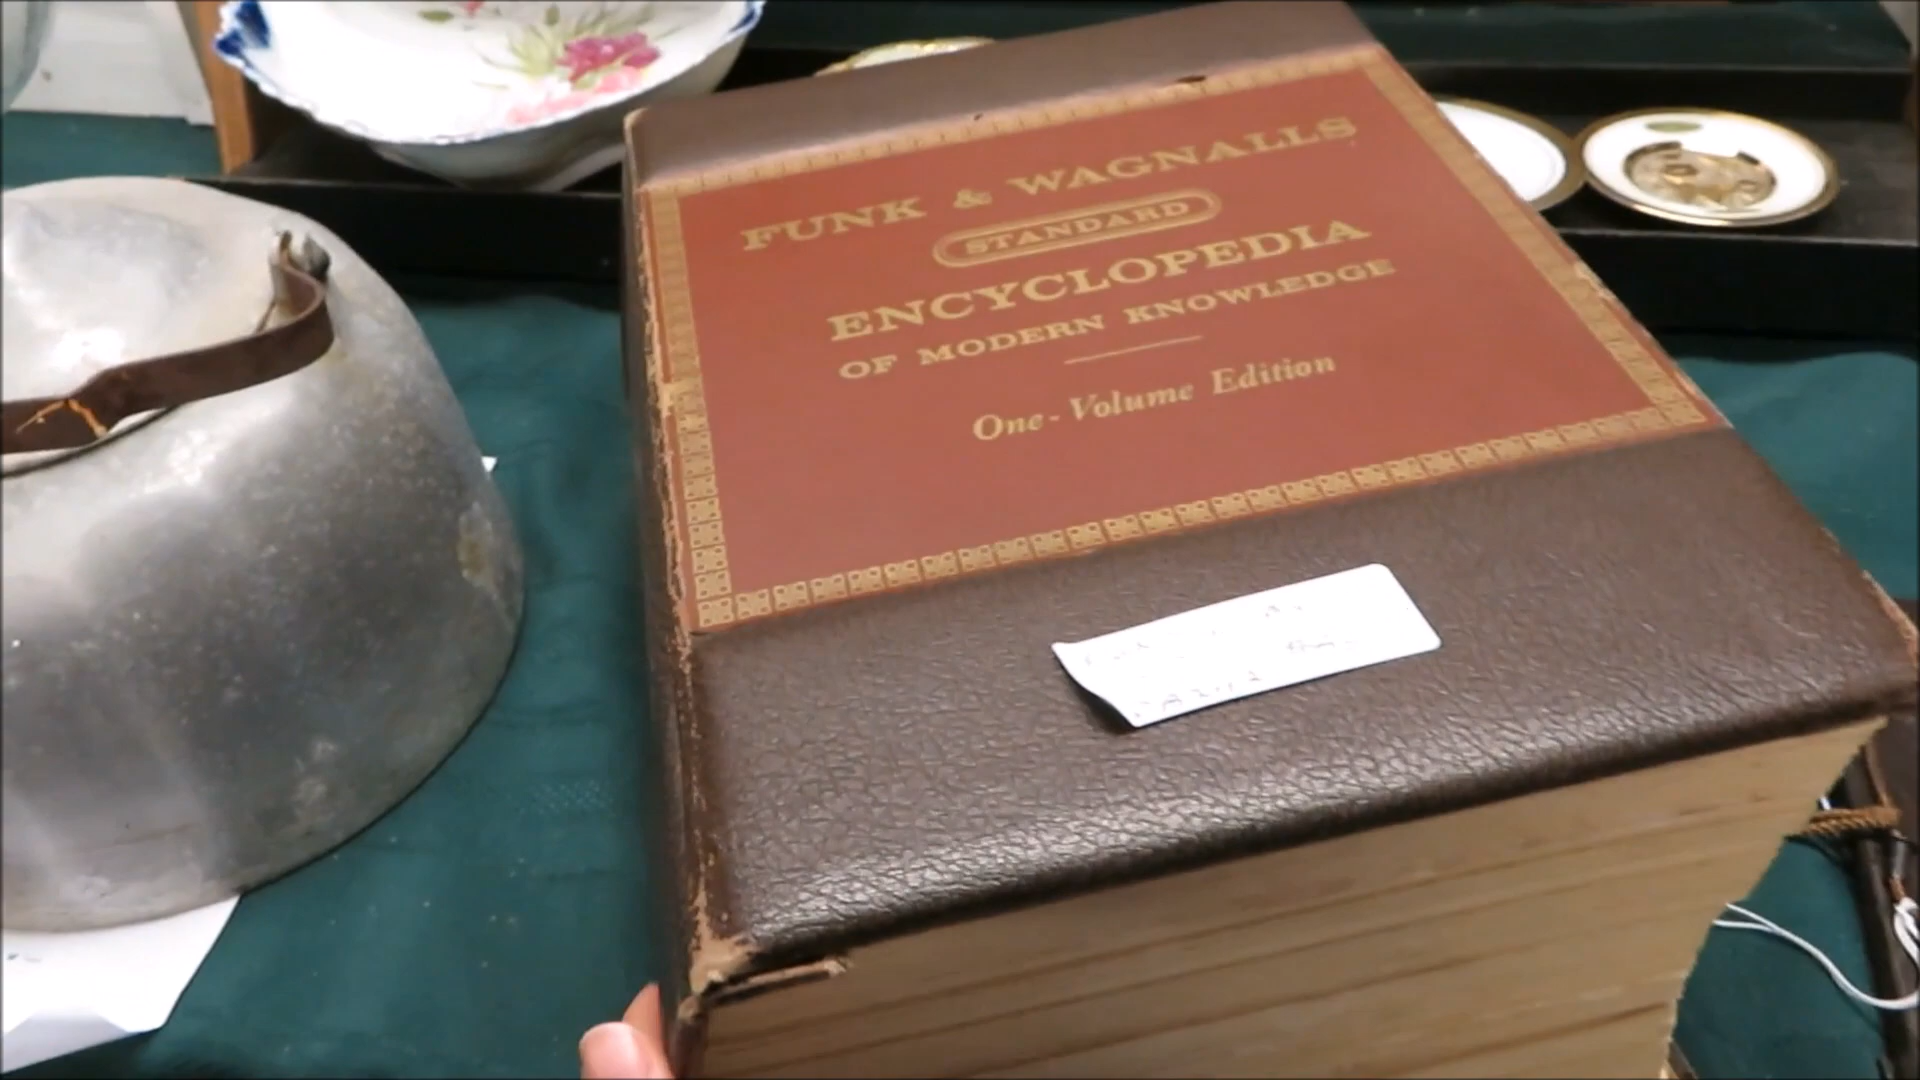 FUNK & WAGNALLS
STANDARD
ENCYCLOPEDIA
OF MODERN KNOWLEDGE
One-Volume Edition